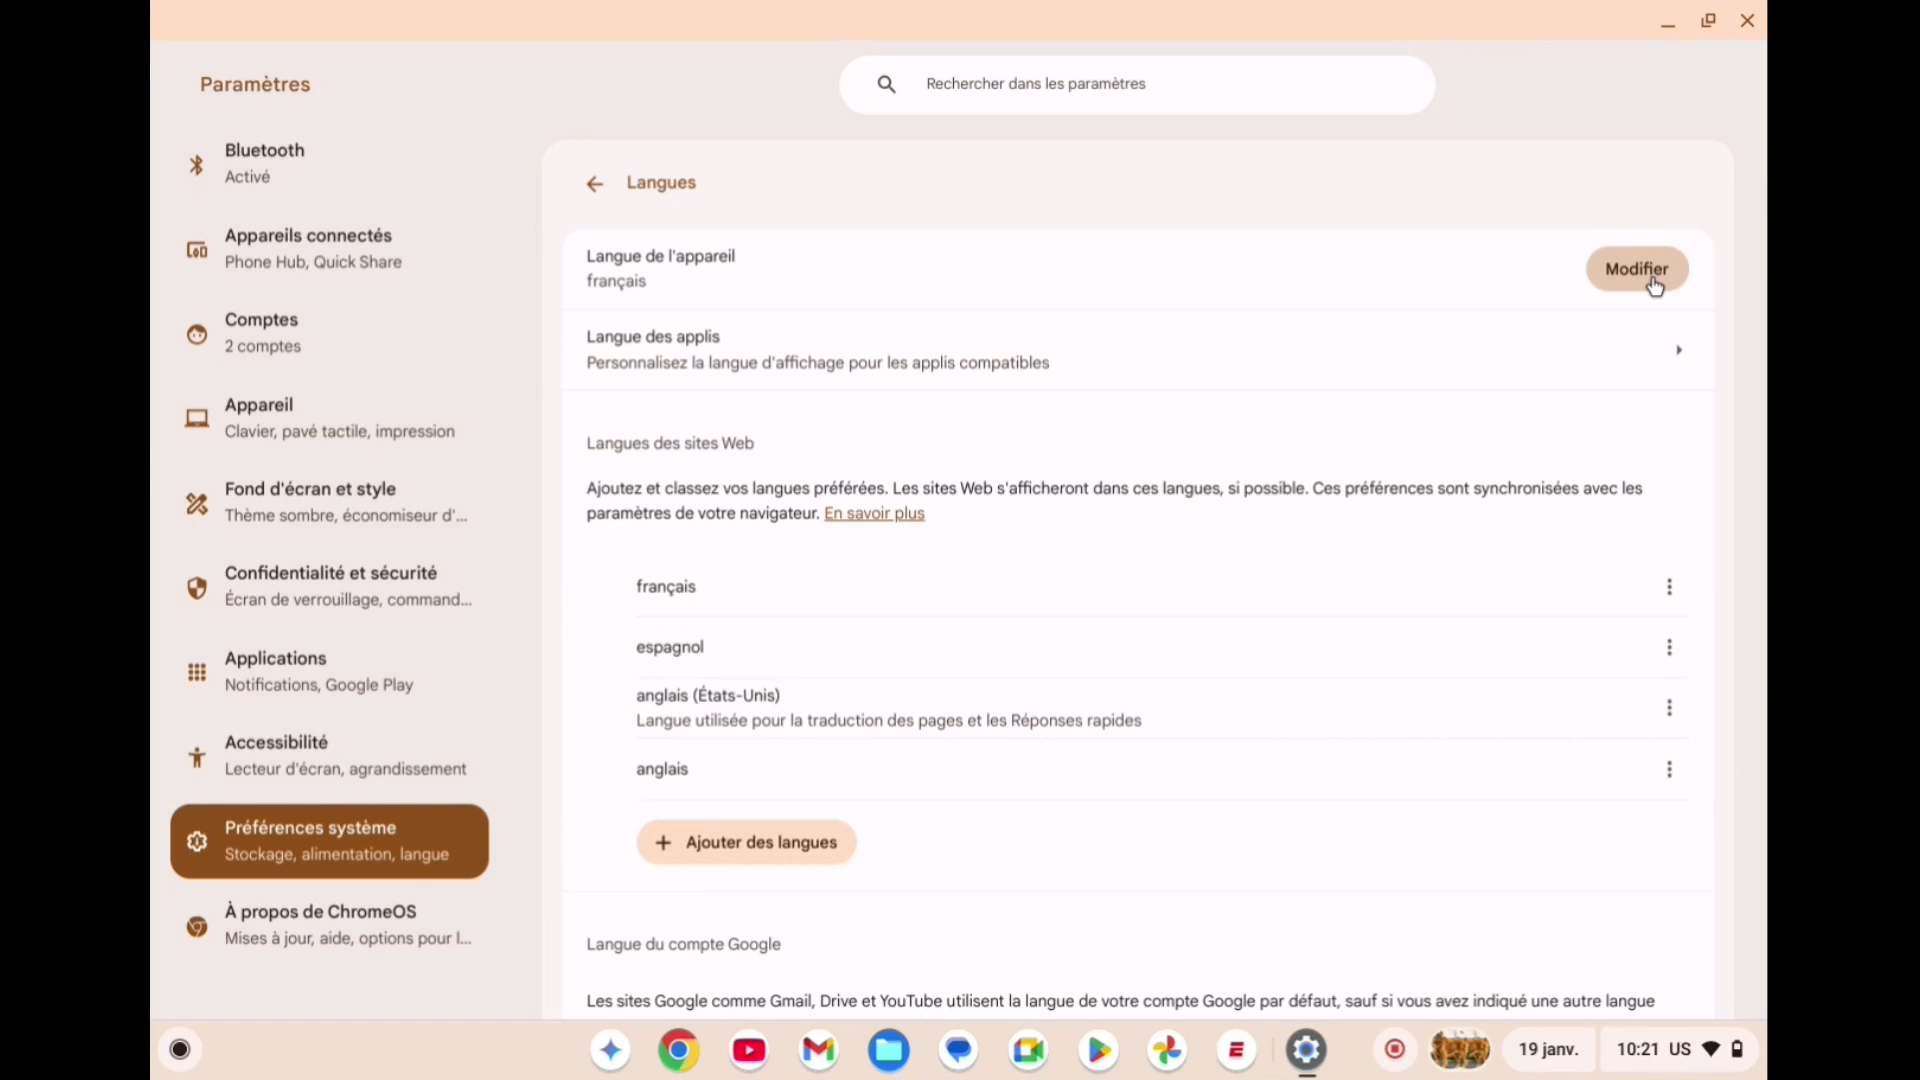 Paramètres
Rechercher dans les paramètres
Bluetooth
Activé
Appareils connectés
Phone Hub, Quick Share
Comptes
2 comptes
Appareil
Clavier, pavé tactile, impression
Fond d'écran et style
Thème sombre, économiseur d'...
Confidentialité et sécurité
Écran de verrouillage, command...
Applications
Notifications, Google Play
Accessibilité
Lecteur d'écran, agrandissement
Préférences système
Stockage, alimentation, langue
À propos de ChromeOS
Mises à jour, aide, options pour l...
Langues
Langue de l'appareil
français
Modifier
Langue des applis
Personnalisez la langue d'affichage pour les applis compatibles
Langues des sites Web
Ajoutez et classez vos langues préférées. Les sites Web s'afficheront dans ces langues, si possible. Ces préférences sont synchronisées avec les
paramètres de votre navigateur. En savoir plus
français
espagnol
anglais (États-Unis)
Langue utilisée pour la traduction des pages et les Réponses rapides
anglais
Ajouter des langues
Langue du compte Google
Les sites Google comme Gmail, Drive et YouTube utilisent la langue de votre compte Google par défaut, sauf si vous avez indiqué une autre langue
19 janv.
10:21 US